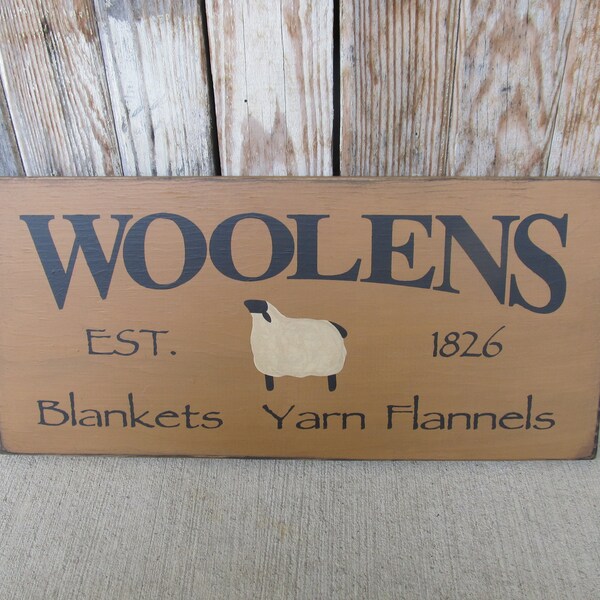 WOOLENS
EST. 1826
Blankets Yarn Flannels